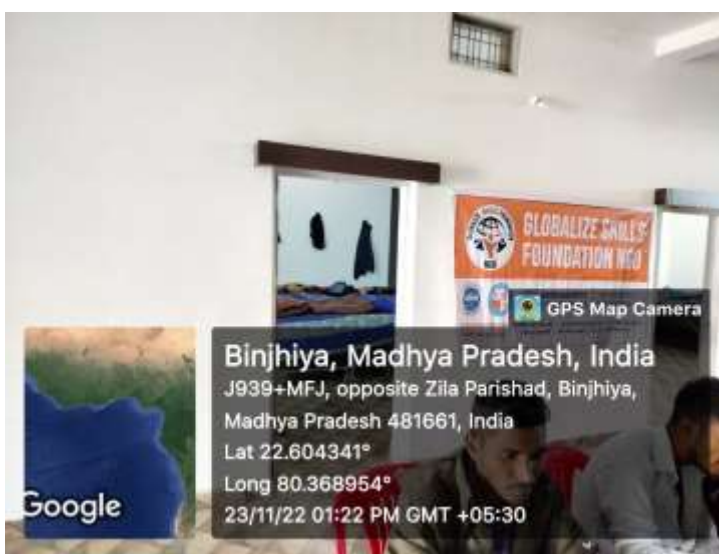 GLOBALIZE SKILLS
FOUNDATION NGO
GPS Map Camera
Binjhiya, Madhya Pradesh, India
J939+MFJ, opposite Zila Parishad, Binjhiya,
Madhya Pradesh 481661, India
Lat 22.604341°
Long 80.368954°
23/11/22 01:22 PM GMT +05:30
Google